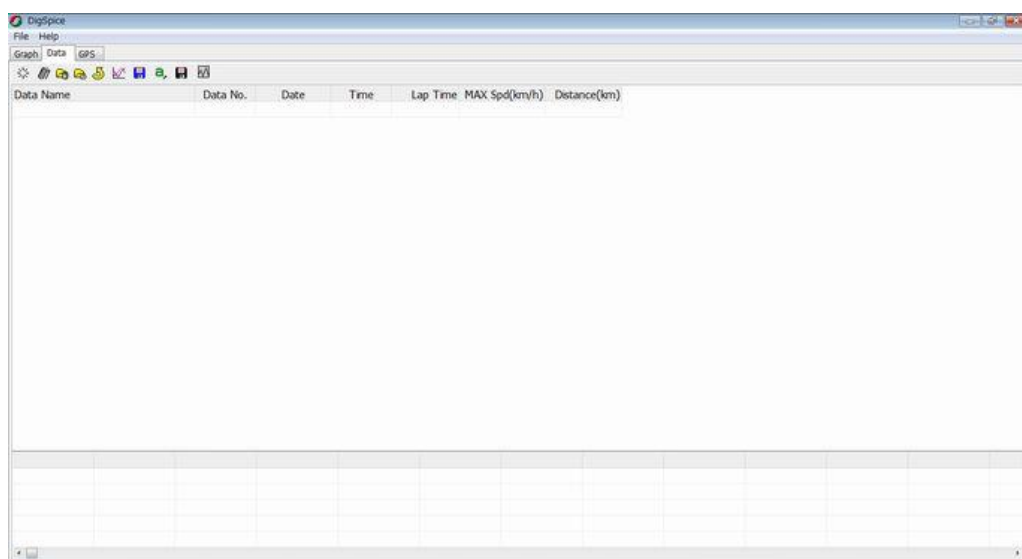 DigSpice
File Help
Graph Data GPS
a,
Data Name Data No. Date Time Lap Time MAX Spd(km/h) Distance(km)